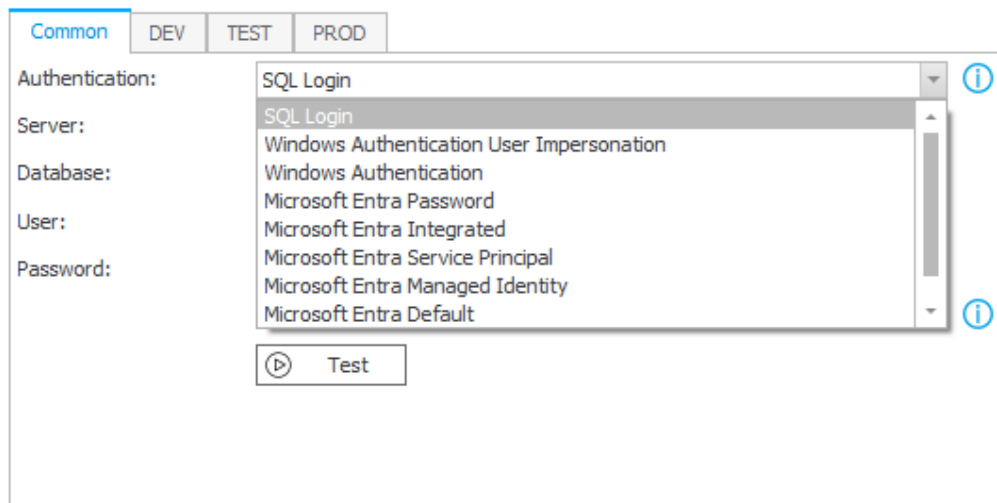 Common DEV TEST PROD
Authentication: SQL Login
SQL Login
Server:
Windows Authentication User Impersonation
Database: Windows Authentication
Microsoft Entra Password
User: Microsoft Entra Integrated
Microsoft Entra Service Principal
Password:
Microsoft Entra Managed Identity
Microsoft Entra Default
Test